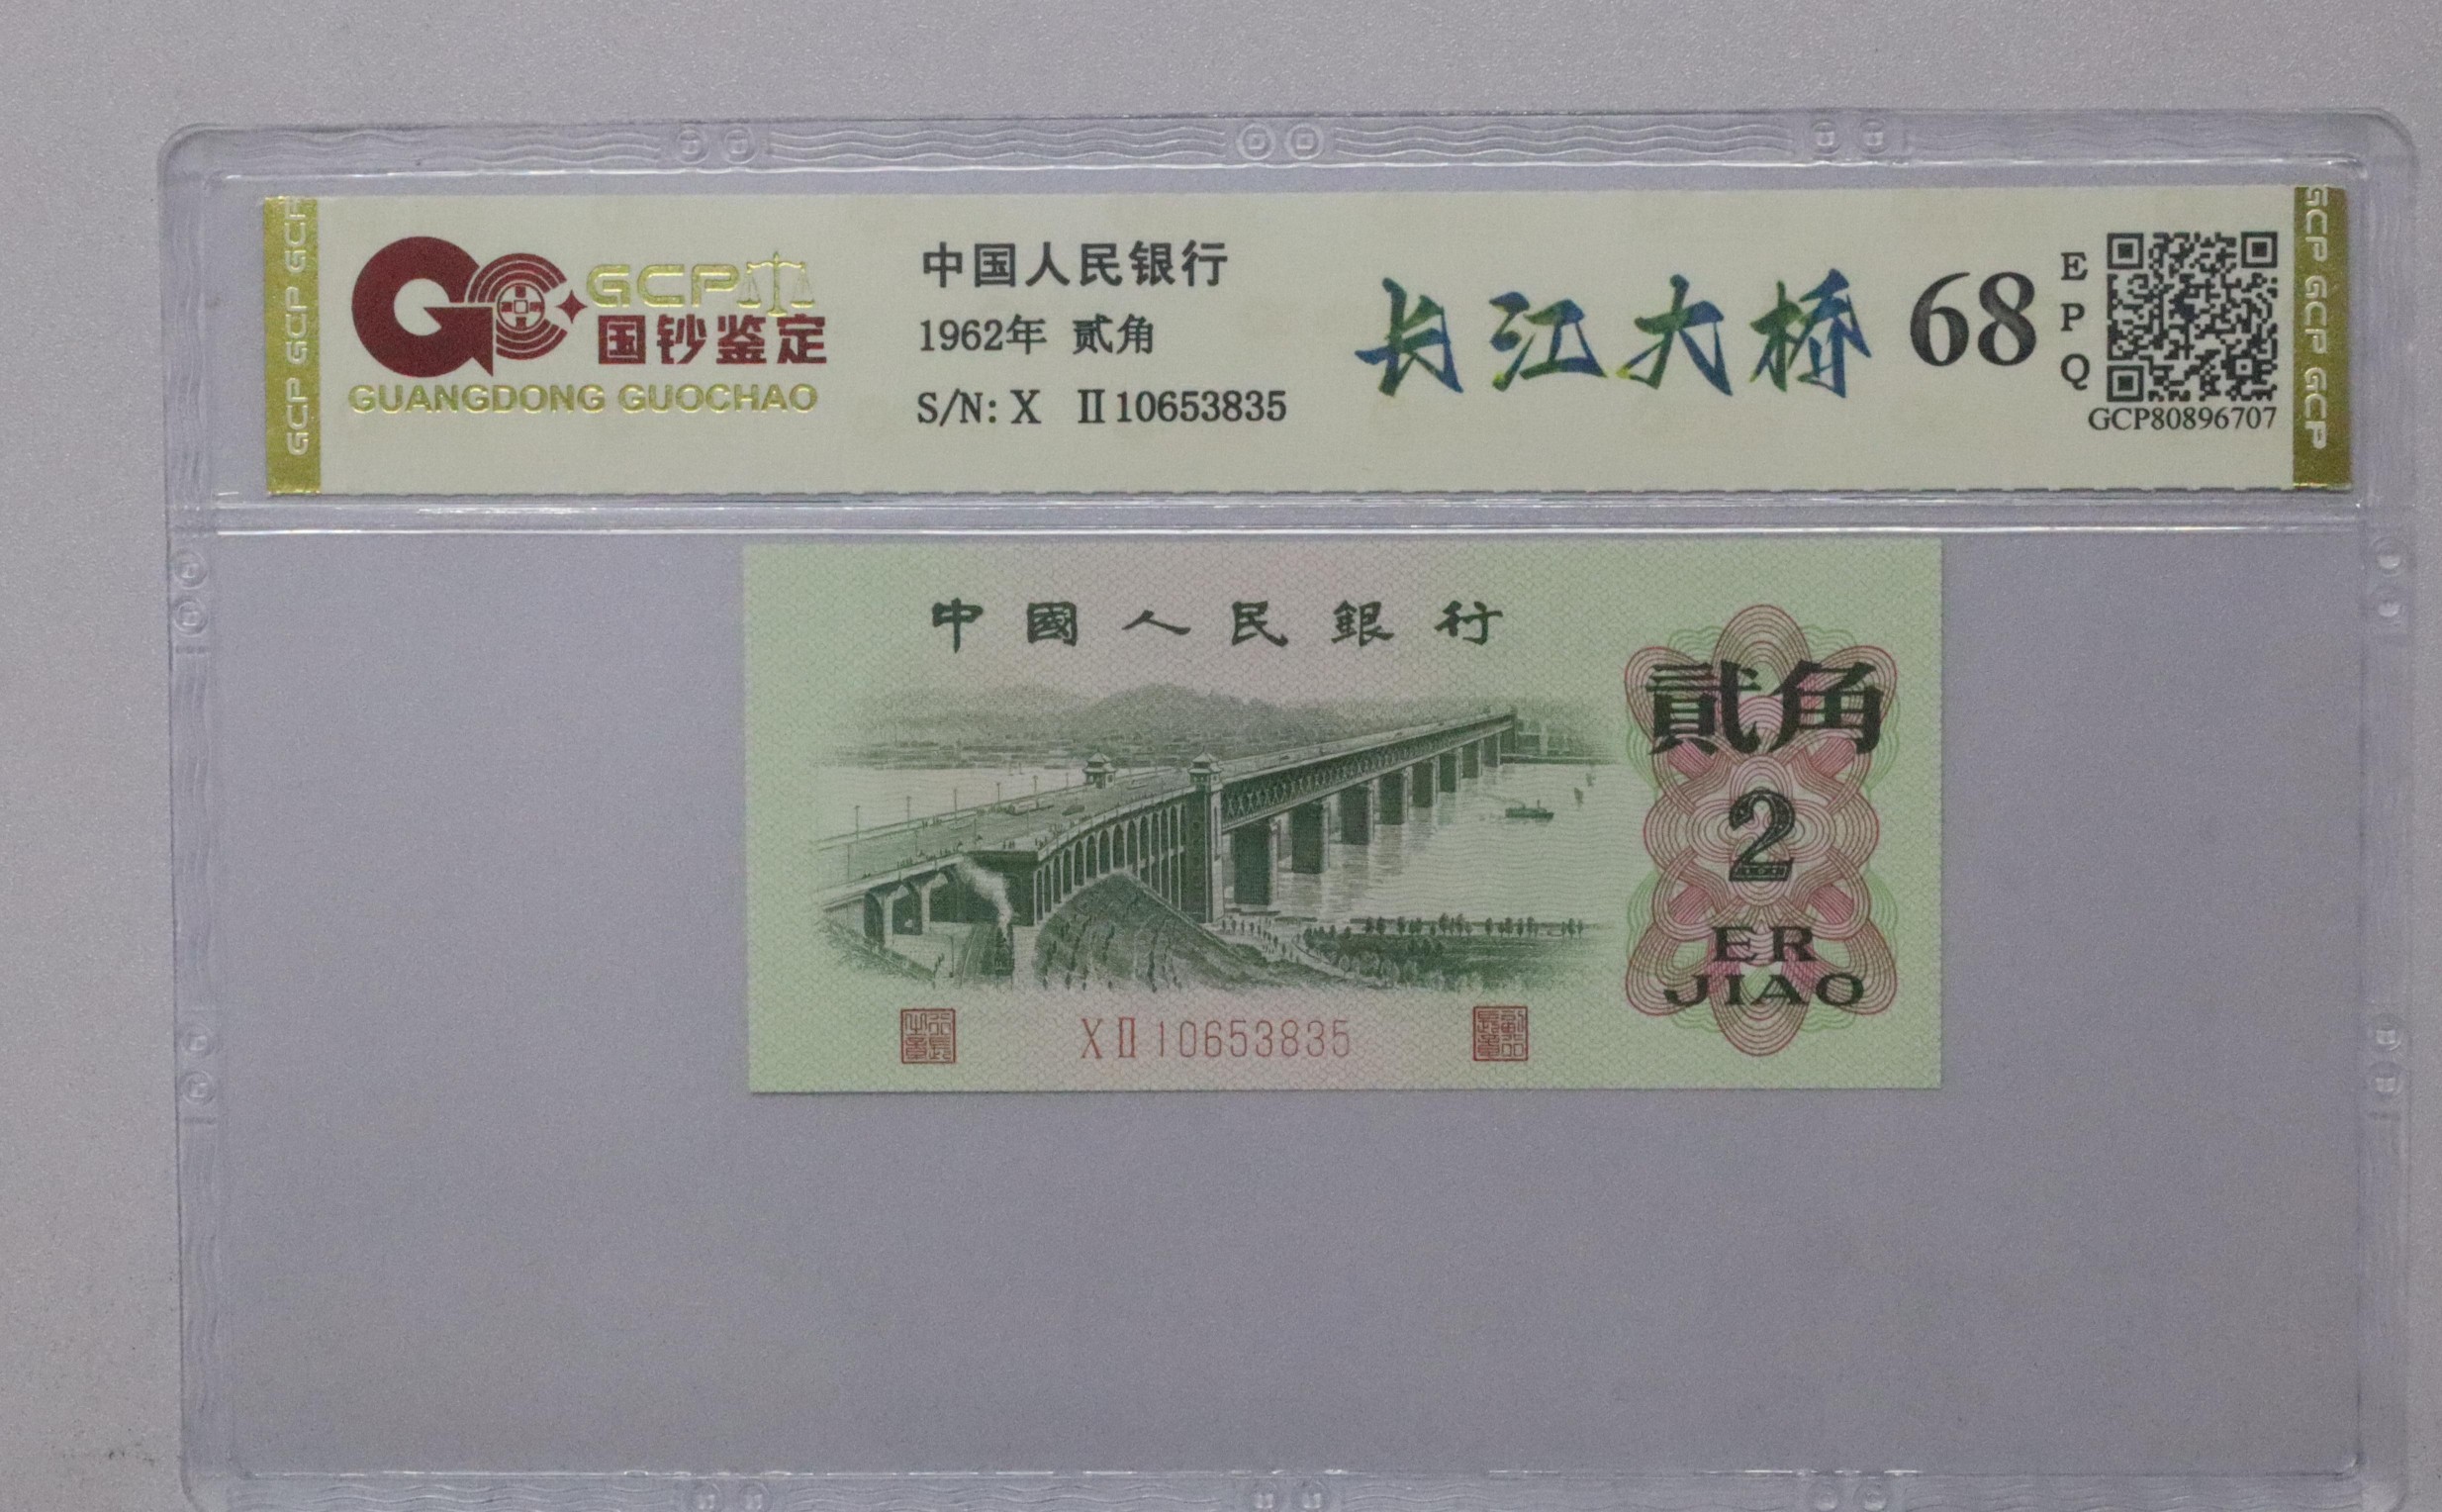 GCP GCP GCP
GCP
国钞鉴定
GUANGDONG GUOCHAO
中国人民银行
1962年 贰角
S/N: X Ⅱ10653835
长江大桥
68
E
P
Q
GCP80896707
GCP GCP GCP
中國人民銀行
貳角
2
ER
JIAO
XⅡ10653835